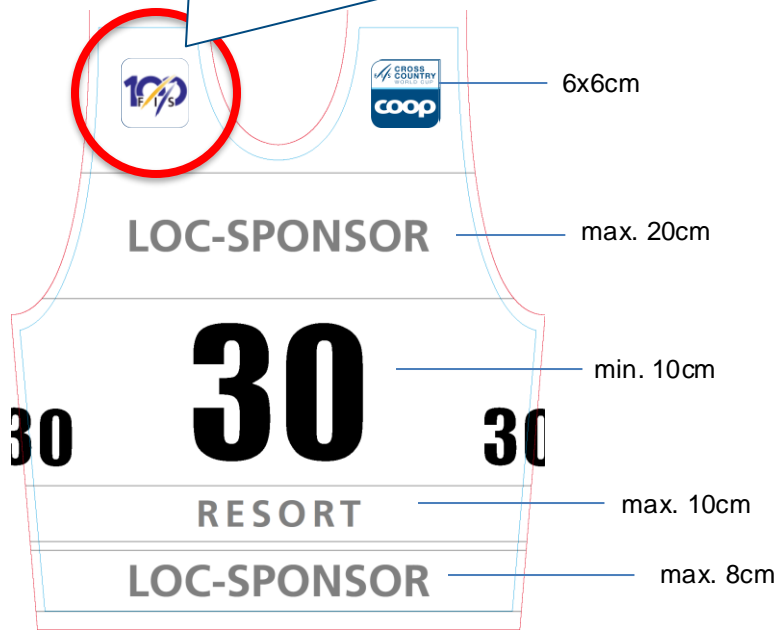 100
FIS
CROSS
COUNTRY
WORLD CUP
coop
6x6cm
LOC-SPONSOR
max. 20cm
30
min. 10cm
30
30
RESORT
max. 10cm
LOC-SPONSOR
max. 8cm